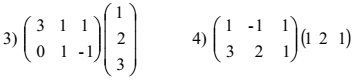 3) ( 3 1 1 ) ( 1 )
( 0 1 -1 ) ( 2 )
( 3 )
4) ( 1 -1 1 ) (1 2 1)
( 3 2 1 )